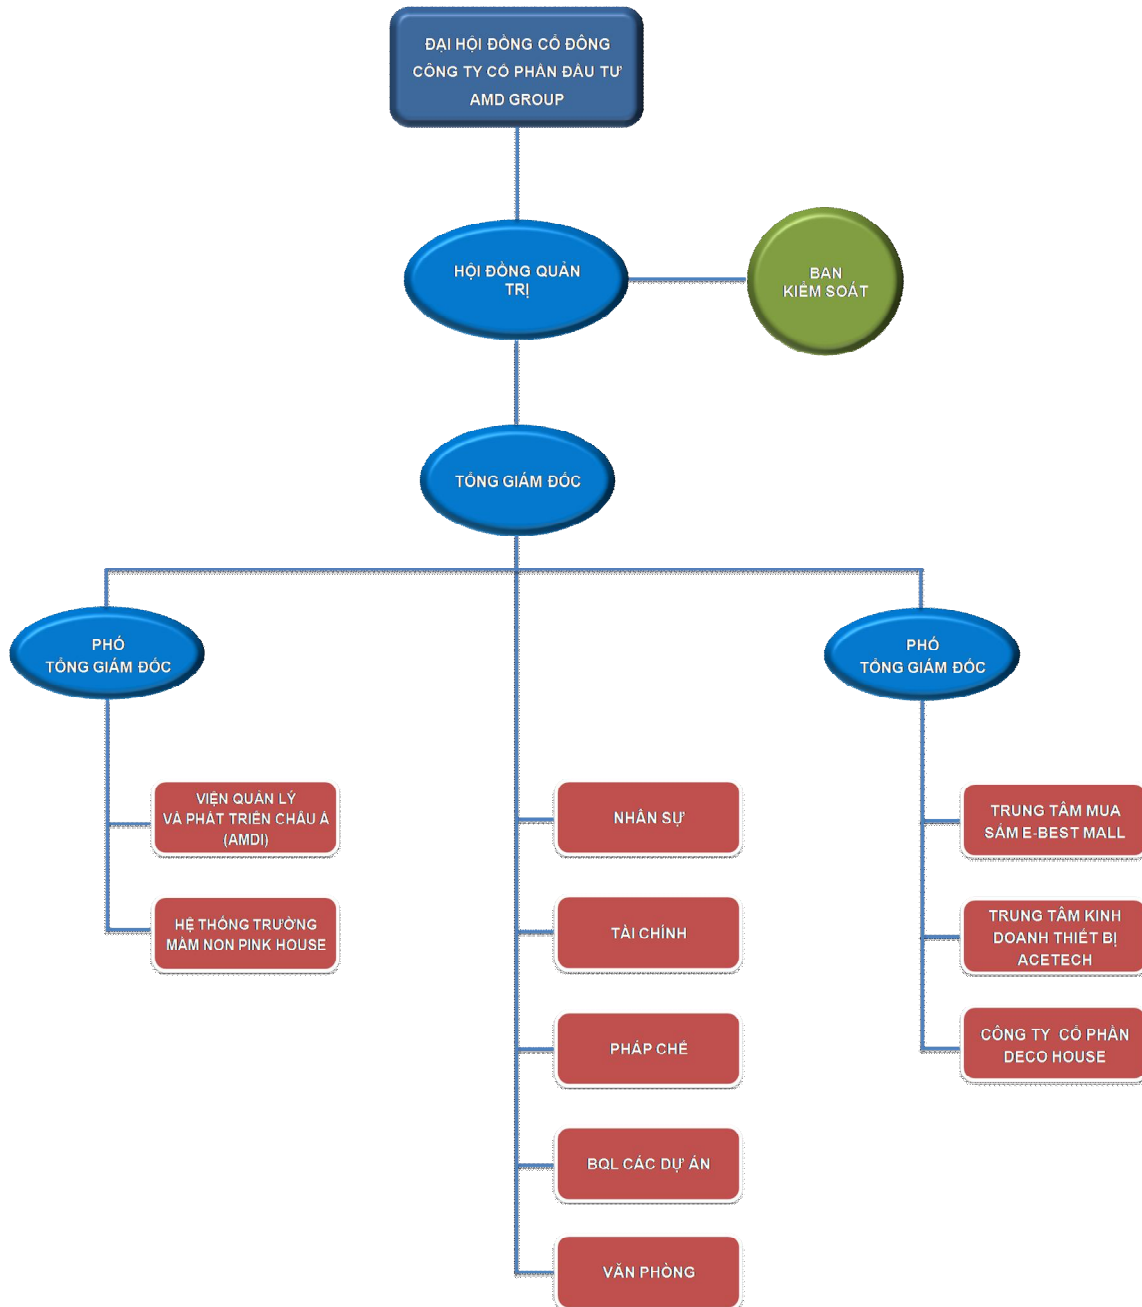 ĐẠI HỘI ĐỒNG CỔ ĐÔNG
CÔNG TY CỔ PHẦN ĐẦU TƯ
AMD GROUP
HỘI ĐỒNG QUẢN
TRỊ
BAN
KIỂM SOÁT
TỔNG GIÁM ĐỐC
PHÓ
TỔNG GIÁM ĐỐC
PHÓ
TỔNG GIÁM ĐỐC
VIỆN QUẢN LÝ
VÀ PHÁT TRIỂN CHÂU Á
(AMDI)
HỆ THỐNG TRƯỜNG
MẦM NON PINK HOUSE
NHÂN SỰ
TÀI CHÍNH
PHÁP CHẾ
BQL CÁC DỰ ÁN
VĂN PHÒNG
TRUNG TÂM MUA
SẮM E-BEST MALL
TRUNG TÂM KINH
DOANH THIẾT BỊ
ACETECH
CÔNG TY CỔ PHẦN
DECO HOUSE